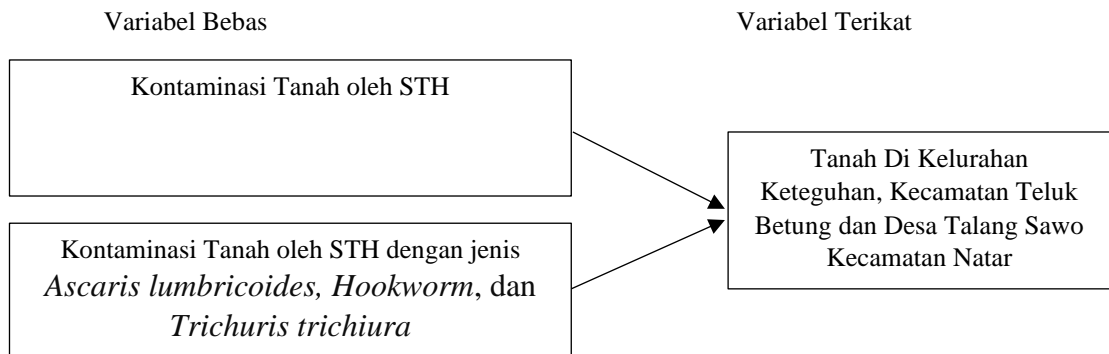 Variabel Bebas
Variabel Terikat
Kontaminasi Tanah oleh STH
Kontaminasi Tanah oleh STH dengan jenis
Ascaris lumbricoides, Hookworm, dan
Trichuris trichiura
Tanah Di Kelurahan
Keteguhan, Kecamatan Teluk
Betung dan Desa Talang Sawo
Kecamatan Natar